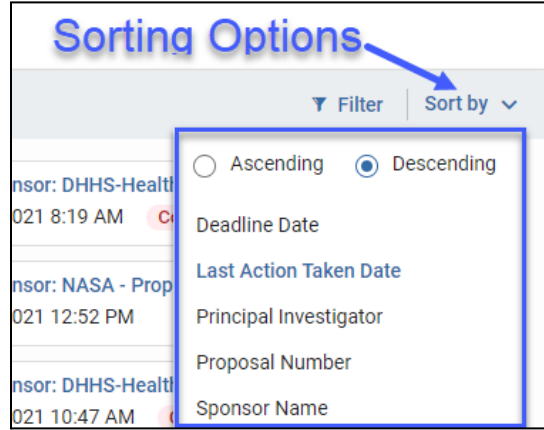 Sorting Options
Filter Sort by
Ascending Descending
nsor: DHHS-Health
021 8:19 AM
Deadline Date
Last Action Taken Date
nsor: NASA - Prop
021 12:52 PM
Principal Investigator
Proposal Number
nsor: DHHS-Health
021 10:47 AM
Sponsor Name